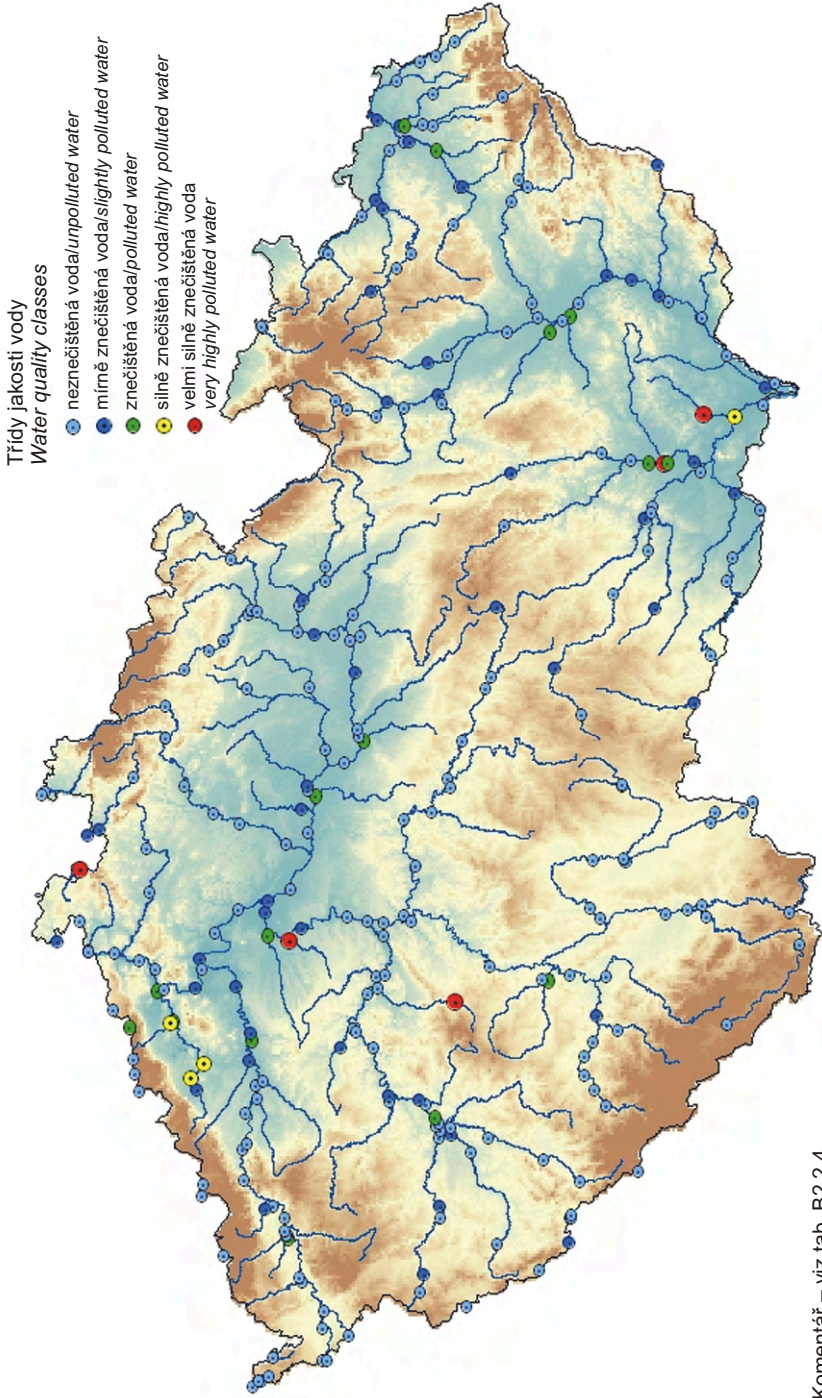 Třídy jakosti vody
Water quality classes
neznečištěná voda/unpolluted water
mírně znečištěná voda/slightly polluted water
znečištěná voda/polluted water
silně znečištěná voda/highly polluted water
velmi silně znečištěná voda
very highly polluted water
Komentář – viz tab. B2.2.4